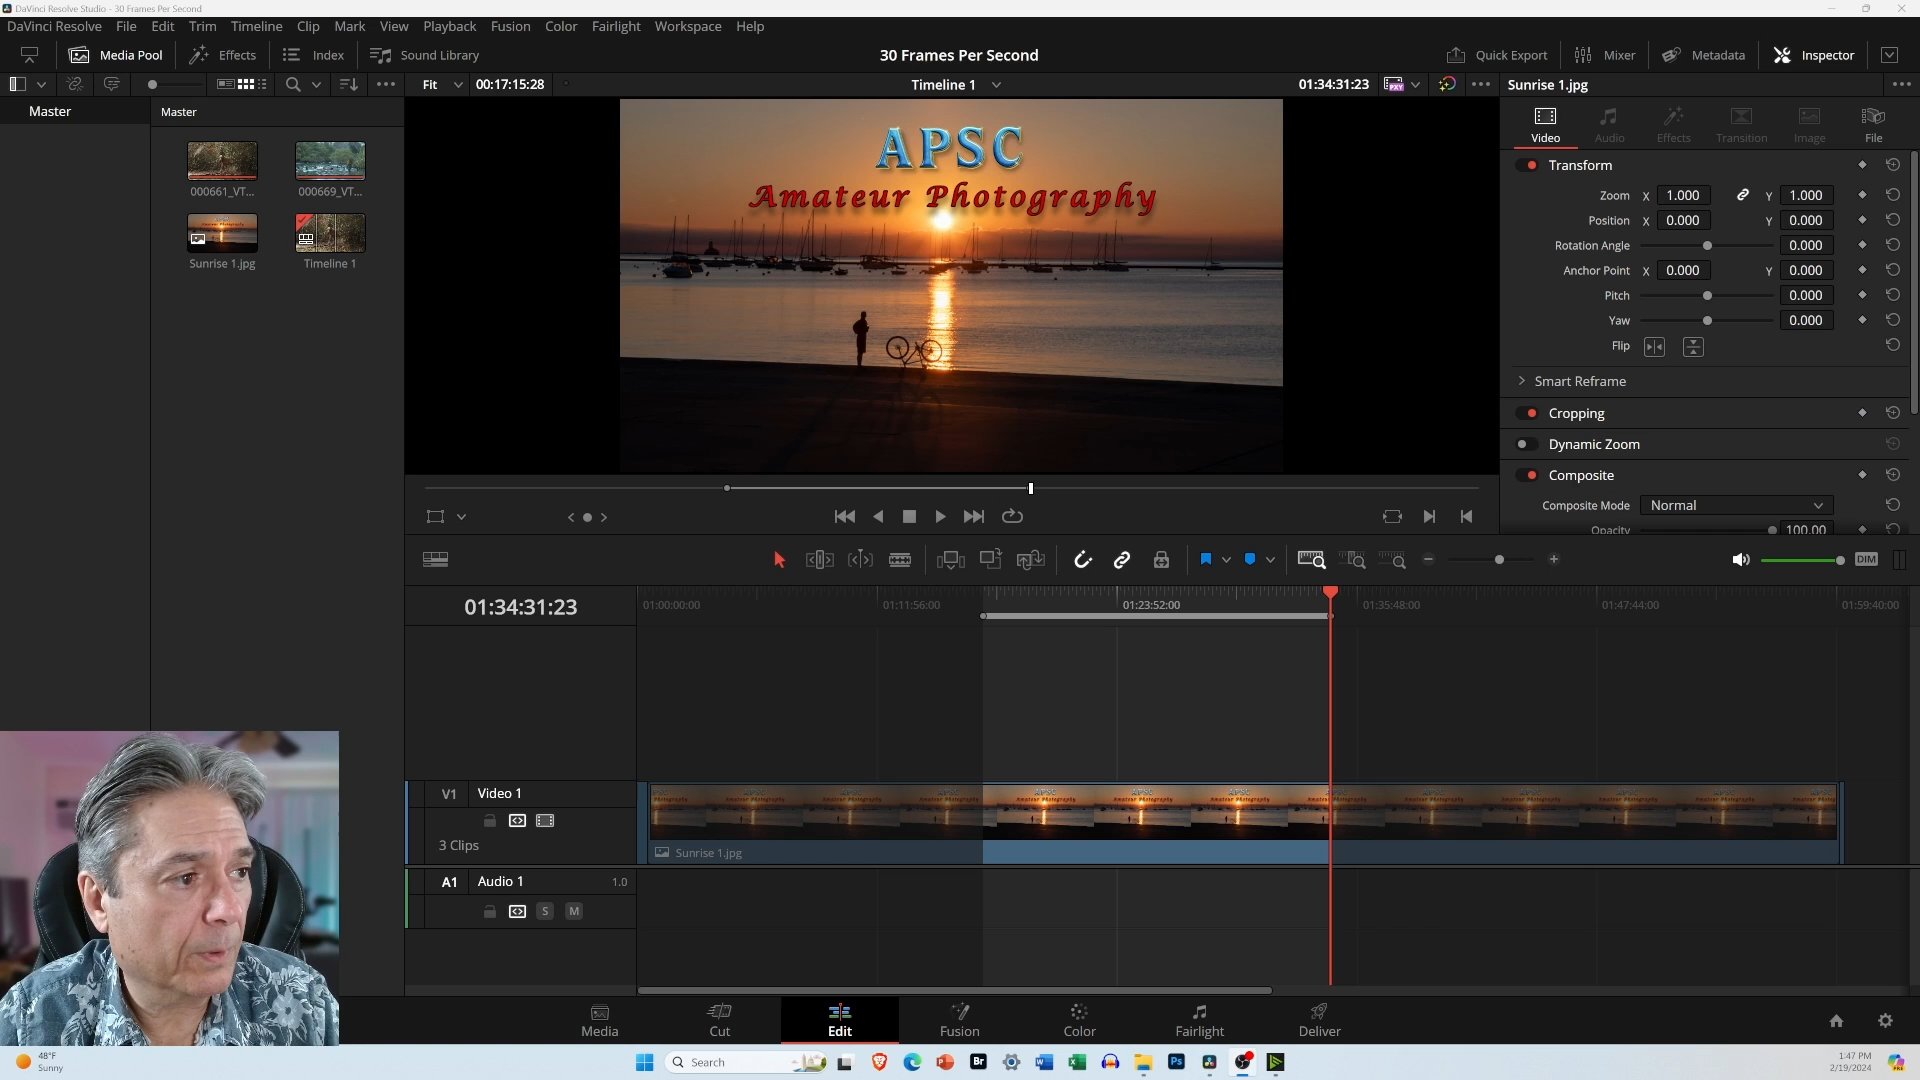 DaVinci Resolve Studio - 30 Frames Per Second
DaVinci Resolve File Edit Trim Timeline Clip Mark View Playback Fusion Color Fairlight Workspace Help
Media Pool Effects Index Sound Library 30 Frames Per Second Quick Export Mixer Metadata Inspector
Fit 00:17:15:28 Timeline 1 01:34:31:23 PXY Sunrise 1.jpg
Master Master
Video Audio Effects Transition Image File
000661_VT... 000669_VT...
Sunrise 1.jpg Timeline 1
APSC
Amateur Photography
Transform
Zoom X 1.000 Y 1.000
Position X 0.000 Y 0.000
Rotation Angle 0.000
Anchor Point X 0.000 Y 0.000
Pitch 0.000
Yaw 0.000
Flip
Smart Reframe
Cropping
Dynamic Zoom
Composite
Composite Mode Normal
Opacity 100.00
DIM
01:34:31:23
01:00:00:00 01:11:56:00 01:23:52:00 01:35:48:00 01:47:44:00 01:59:40:00
V1 Video 1
3 Clips
Sunrise 1.jpg
A1 Audio 1 1.0
S M
Media Cut Edit Fusion Color Fairlight Deliver
48°F
Sunny
Search
Br
Ps
1:47 PM
2/19/2024